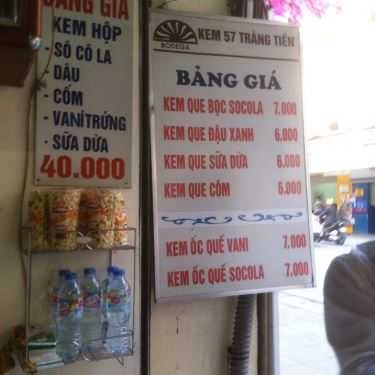 BẢNG GIÁ
KEM HỘP
- SÔ CÔ LA
- DÂU
- CỐM
- VANI TRỨNG
- SỮA DỪA
40.000
BODEGA
KEM 57 TRÀNG TIỀN
BẢNG GIÁ
KEM QUE BỌC SOCOLA 7.000
KEM QUE ĐẬU XANH 6.000
KEM QUE SỮA DỪA 6.000
KEM QUE CỐM 6.000
KEM ỐC QUẾ VANI 7.000
KEM ỐC QUẾ SOCOLA 7.000